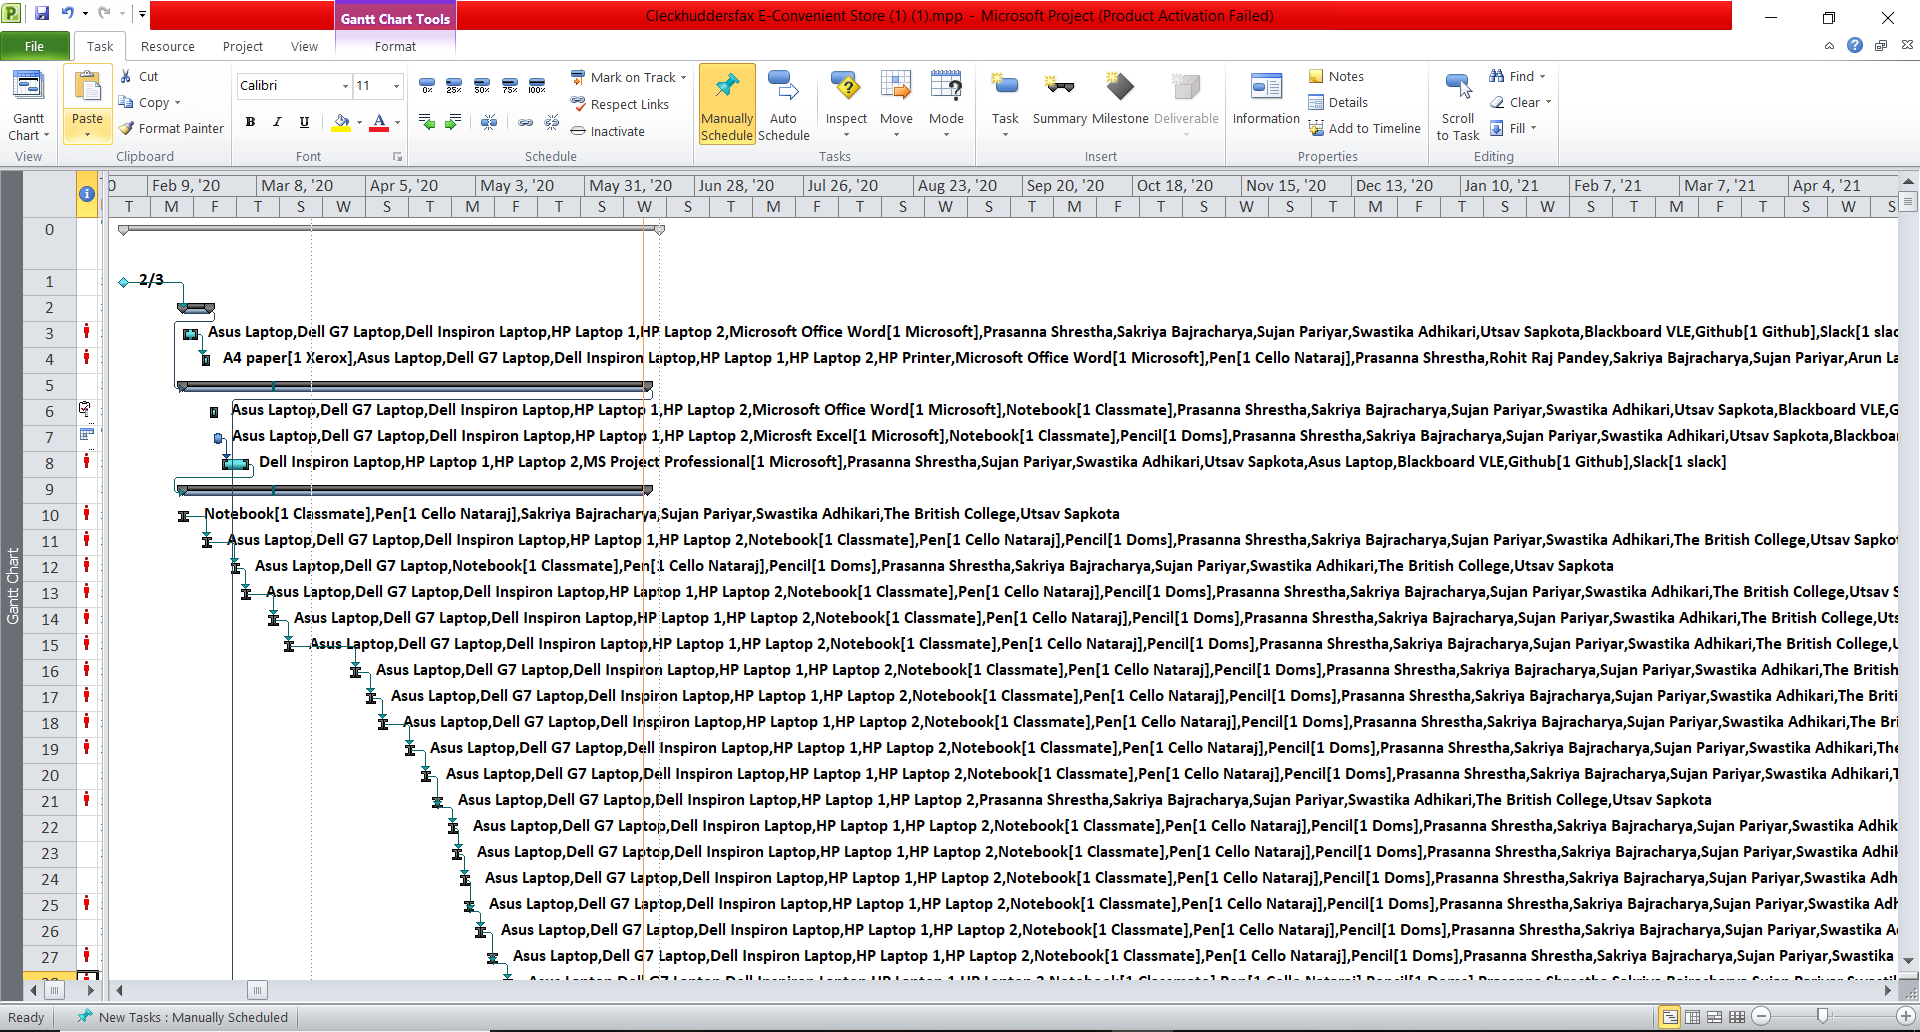 Gantt Chart Tools
Cleckhuddersfax E-Convenient Store (1) (1).mpp - Microsoft Project (Product Activation Failed)
File Task Resource Project View Format
Gantt Chart
View
Paste
Cut
Copy
Format Painter
Clipboard
Calibri 11
B I U A
Font
0% 25% 50% 75% 100%
Mark on Track
Respect Links
Inactivate
Schedule
Manually Schedule
Auto Schedule
Inspect
Move
Mode
Tasks
Task
Summary
Milestone
Deliverable
Insert
Information
Notes
Details
Add to Timeline
Properties
Scroll to Task
Find
Clear
Fill
Editing
0 Feb 9, '20 Mar 8, '20 Apr 5, '20 May 3, '20 May 31, '20 Jun 28, '20 Jul 26, '20 Aug 23, '20 Sep 20, '20 Oct 18, '20 Nov 15, '20 Dec 13, '20 Jan 10, '21 Feb 7, '21 Mar 7, '21 Apr 4, '21
T M F T S W S T M F T S W S T M F T S W S T M F T S W S T M F T S W S T M F T S W S
0
1 2/3
2
3 Asus Laptop,Dell G7 Laptop,Dell Inspiron Laptop,HP Laptop 1,HP Laptop 2,Microsoft Office Word[1 Microsoft],Prasanna Shrestha,Sakriya Bajracharya,Sujan Pariyar,Swastika Adhikari,Utsav Sapkota,Blackboard VLE,Github[1 Github],Slack[1 slac
4 A4 paper[1 Xerox],Asus Laptop,Dell G7 Laptop,Dell Inspiron Laptop,HP Laptop 1,HP Laptop 2,HP Printer,Microsoft Office Word[1 Microsoft],Pen[1 Cello Nataraj],Prasanna Shrestha,Rohit Raj Pandey,Sakriya Bajracharya,Sujan Pariyar,Arun La
5
6 Asus Laptop,Dell G7 Laptop,Dell Inspiron Laptop,HP Laptop 1,HP Laptop 2,Microsoft Office Word[1 Microsoft],Notebook[1 Classmate],Prasanna Shrestha,Sakriya Bajracharya,Sujan Pariyar,Swastika Adhikari,Utsav Sapkota,Blackboard VLE,G
7 Asus Laptop,Dell G7 Laptop,Dell Inspiron Laptop,HP Laptop 1,HP Laptop 2,Microsft Excel[1 Microsoft],Notebook[1 Classmate],Pencil[1 Doms],Prasanna Shrestha,Sakriya Bajracharya,Sujan Pariyar,Swastika Adhikari,Utsav Sapkota,Blackboa
8 Dell Inspiron Laptop,HP Laptop 1,HP Laptop 2,MS Project Professional[1 Microsoft],Prasanna Shrestha,Sujan Pariyar,Swastika Adhikari,Utsav Sapkota,Asus Laptop,Blackboard VLE,Github[1 Github],Slack[1 slack]
9
10 Notebook[1 Classmate],Pen[1 Cello Nataraj],Sakriya Bajracharya,Sujan Pariyar,Swastika Adhikari,The British College,Utsav Sapkota
11 Asus Laptop,Dell G7 Laptop,Dell Inspiron Laptop,HP Laptop 1,HP Laptop 2,Notebook[1 Classmate],Pen[1 Cello Nataraj],Pencil[1 Doms],Prasanna Shrestha,Sakriya Bajracharya,Sujan Pariyar,Swastika Adhikari,The British College,Utsav Sapkot
12 Asus Laptop,Dell G7 Laptop,Notebook[1 Classmate],Pen[1 Cello Nataraj],Pencil[1 Doms],Prasanna Shrestha,Sakriya Bajracharya,Sujan Pariyar,Swastika Adhikari,The British College,Utsav Sapkota
13 Asus Laptop,Dell G7 Laptop,Dell Inspiron Laptop,HP Laptop 1,HP Laptop 2,Notebook[1 Classmate],Pen[1 Cello Nataraj],Pencil[1 Doms],Prasanna Shrestha,Sakriya Bajracharya,Sujan Pariyar,Swastika Adhikari,The British College,Utsav S
14 Asus Laptop,Dell G7 Laptop,Dell Inspiron Laptop,HP Laptop 1,HP Laptop 2,Notebook[1 Classmate],Pen[1 Cello Nataraj],Pencil[1 Doms],Prasanna Shrestha,Sakriya Bajracharya,Sujan Pariyar,Swastika Adhikari,The British College,Uts
15 Asus Laptop,Dell G7 Laptop,Dell Inspiron Laptop,HP Laptop 1,HP Laptop 2,Notebook[1 Classmate],Pen[1 Cello Nataraj],Pencil[1 Doms],Prasanna Shrestha,Sakriya Bajracharya,Sujan Pariyar,Swastika Adhikari,The British College,U
16 Asus Laptop,Dell G7 Laptop,Dell Inspiron Laptop,HP Laptop 1,HP Laptop 2,Notebook[1 Classmate],Pen[1 Cello Nataraj],Pencil[1 Doms],Prasanna Shrestha,Sakriya Bajracharya,Sujan Pariyar,Swastika Adhikari,The British
17 Asus Laptop,Dell G7 Laptop,Dell Inspiron Laptop,HP Laptop 1,HP Laptop 2,Notebook[1 Classmate],Pen[1 Cello Nataraj],Pencil[1 Doms],Prasanna Shrestha,Sakriya Bajracharya,Sujan Pariyar,Swastika Adhikari,The Briti
18 Asus Laptop,Dell G7 Laptop,Dell Inspiron Laptop,HP Laptop 1,HP Laptop 2,Notebook[1 Classmate],Pen[1 Cello Nataraj],Pencil[1 Doms],Prasanna Shrestha,Sakriya Bajracharya,Sujan Pariyar,Swastika Adhikari,The Bri
19 Asus Laptop,Dell G7 Laptop,Dell Inspiron Laptop,HP Laptop 1,HP Laptop 2,Notebook[1 Classmate],Pen[1 Cello Nataraj],Pencil[1 Doms],Prasanna Shrestha,Sakriya Bajracharya,Sujan Pariyar,Swastika Adhikari,The
20 Asus Laptop,Dell G7 Laptop,Dell Inspiron Laptop,HP Laptop 1,HP Laptop 2,Notebook[1 Classmate],Pen[1 Cello Nataraj],Pencil[1 Doms],Prasanna Shrestha,Sakriya Bajracharya,Sujan Pariyar,Swastika Adhikari,T
21 Asus Laptop,Dell G7 Laptop,Dell Inspiron Laptop,HP Laptop 1,HP Laptop 2,Prasanna Shrestha,Sakriya Bajracharya,Sujan Pariyar,Swastika Adhikari,The British College,Utsav Sapkota
22 Asus Laptop,Dell G7 Laptop,Dell Inspiron Laptop,HP Laptop 1,HP Laptop 2,Notebook[1 Classmate],Pen[1 Cello Nataraj],Pencil[1 Doms],Prasanna Shrestha,Sakriya Bajracharya,Sujan Pariyar,Swastika Adhik
23 Asus Laptop,Dell G7 Laptop,Dell Inspiron Laptop,HP Laptop 1,HP Laptop 2,Notebook[1 Classmate],Pen[1 Cello Nataraj],Pencil[1 Doms],Prasanna Shrestha,Sakriya Bajracharya,Sujan Pariyar,Swastika Adhi
24 Asus Laptop,Dell G7 Laptop,Dell Inspiron Laptop,HP Laptop 1,HP Laptop 2,Notebook[1 Classmate],Pen[1 Cello Nataraj],Pencil[1 Doms],Prasanna Shrestha,Sakriya Bajracharya,Sujan Pariyar,Swastika Adh
25 Asus Laptop,Dell G7 Laptop,Dell Inspiron Laptop,HP Laptop 1,HP Laptop 2,Notebook[1 Classmate],Pen[1 Cello Nataraj],Pencil[1 Doms],Prasanna Shrestha,Sakriya Bajracharya,Sujan Pariyar,Swastika Adh
26 Asus Laptop,Dell G7 Laptop,Dell Inspiron Laptop,HP Laptop 1,HP Laptop 2,Notebook[1 Classmate],Pen[1 Cello Nataraj],Pencil[1 Doms],Prasanna Shrestha,Sakriya Bajracharya,Sujan Pariyar,Swastika A
27 Asus Laptop,Dell G7 Laptop,Dell Inspiron Laptop,HP Laptop 1,HP Laptop 2,Notebook[1 Classmate],Pen[1 Cello Nataraj],Pencil[1 Doms],Prasanna Shrestha,Sakriya Bajracharya,Sujan Pariyar,Swastika
Gantt Chart
Ready New Tasks : Manually Scheduled